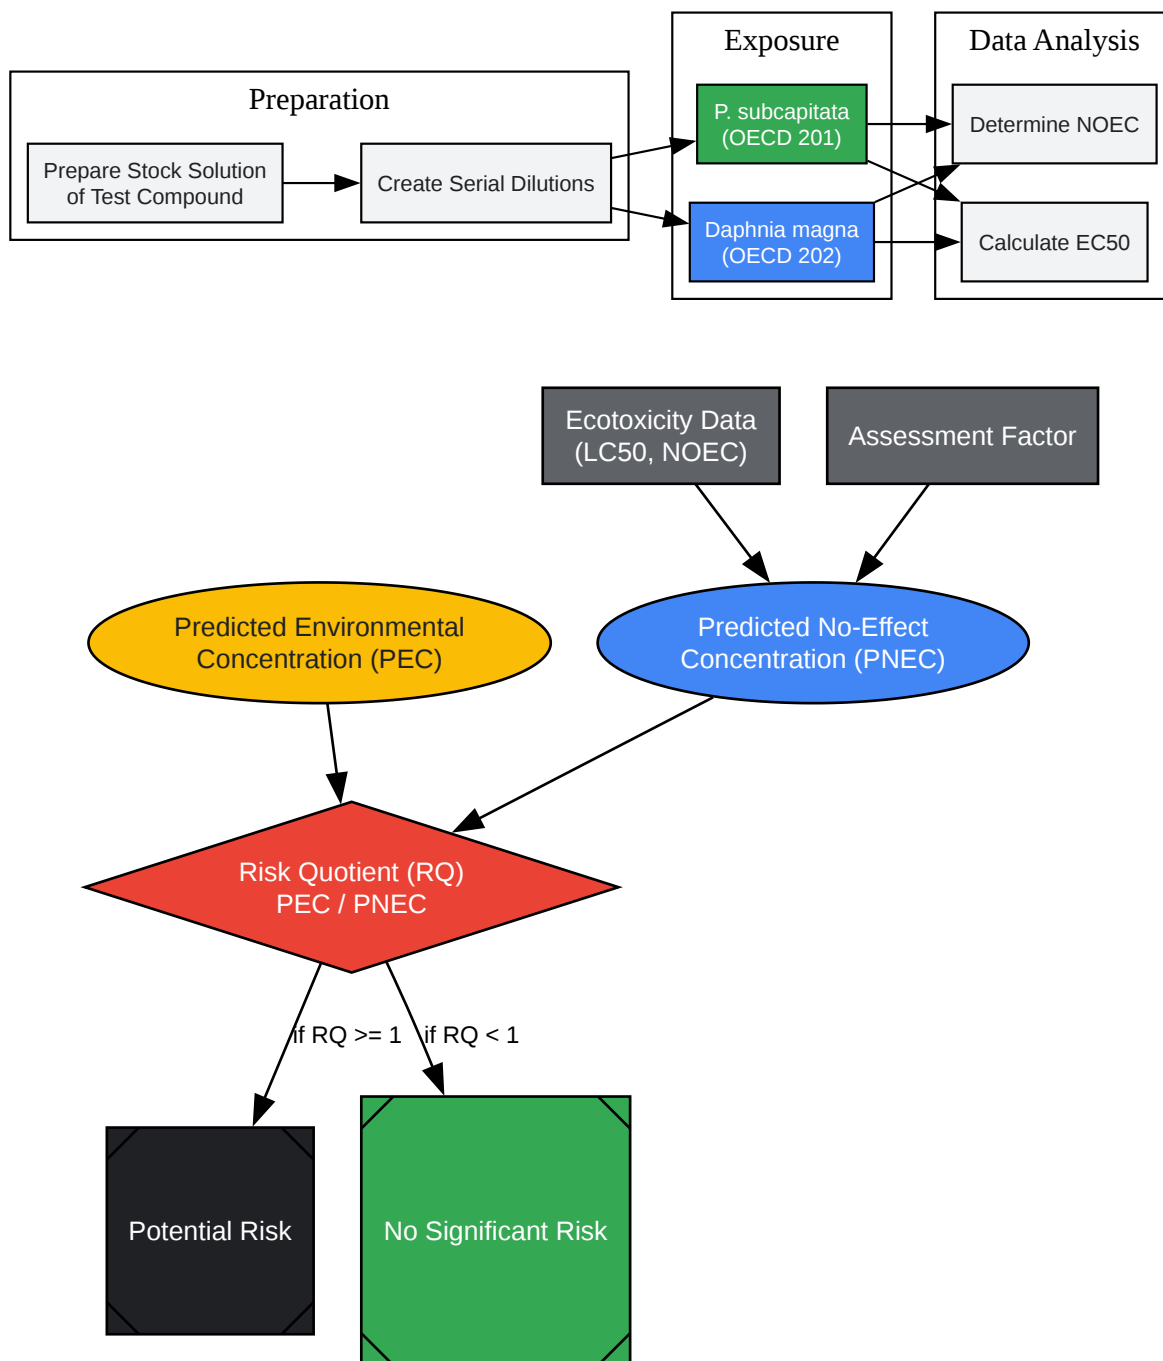 Preparation
Prepare Stock Solution
of Test Compound
Create Serial Dilutions
Exposure
P. subcapitata
(OECD 201)
Daphnia magna
(OECD 202)
Data Analysis
Determine NOEC
Calculate EC50
Ecotoxicity Data
(LC50, NOEC)
Assessment Factor
Predicted Environmental
Concentration (PEC)
Predicted No-Effect
Concentration (PNEC)
Risk Quotient (RQ)
PEC / PNEC
if RQ >= 1
if RQ < 1
Potential Risk
No Significant Risk